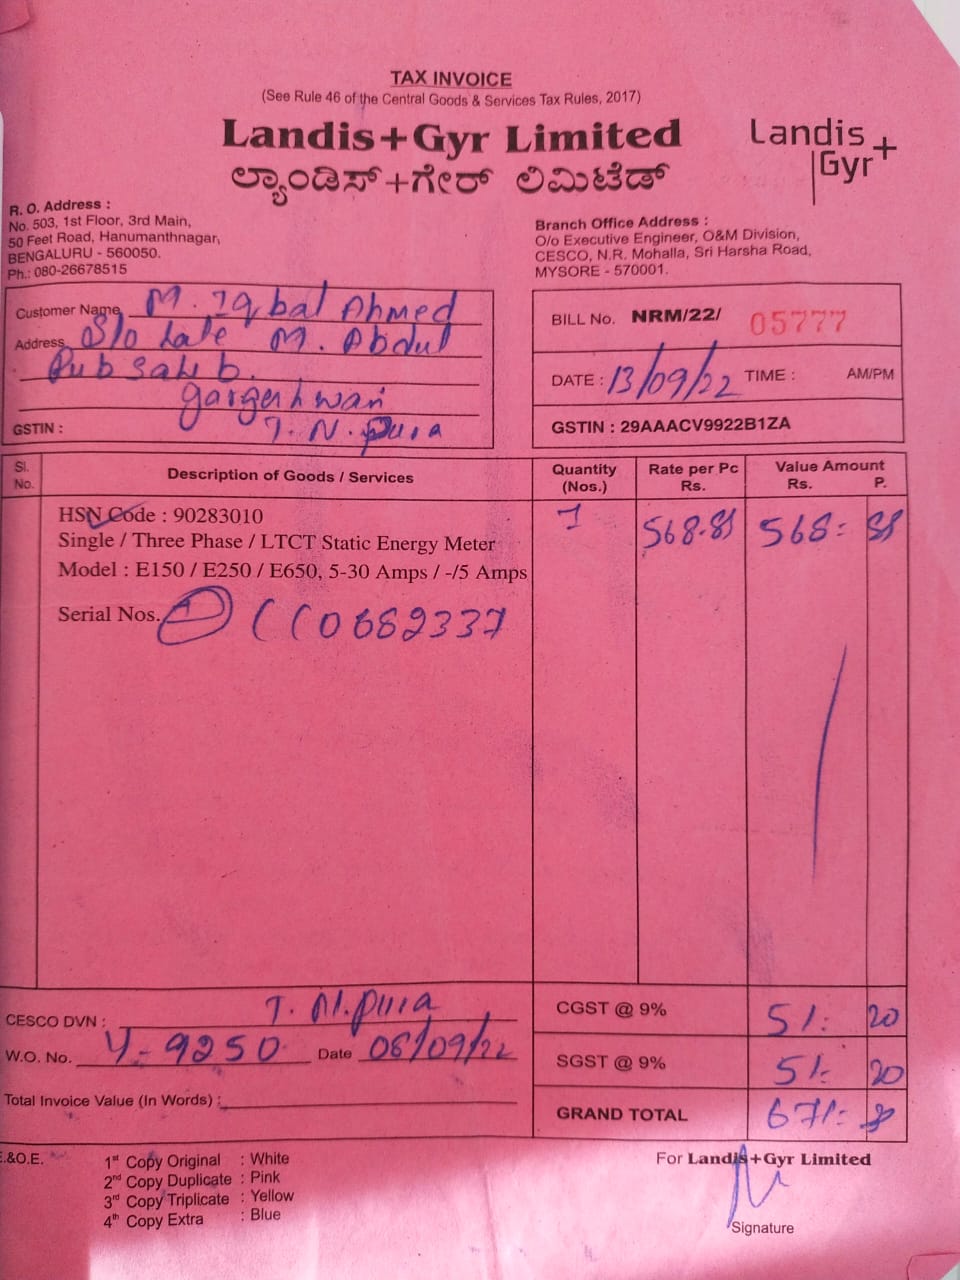 TAX INVOICE
(See Rule 46 of the Central Goods & Services Tax Rules, 2017)
Landis+Gyr Limited
ಲ್ಯಾಂಡಿಸ್+ಗೇರ್ ಲಿಮಿಟೆಡ್
Landis
Gyr+
R. O. Address :
No. 503, 1st Floor, 3rd Main,
50 Feet Road, Hanumanthnagar,
BENGALURU - 560050.
Ph.: 080-26678515
Branch Office Address :
O/o Executive Engineer, O&M Division,
CESCO, N.R. Mohalla, Sri Harsha Road,
MYSORE - 570001.
Customer Name M. Iqbal Ahmed
Address S/o Late M. Abdul
Rub Saheb.
gargeshwari
GSTIN : T. N. Pura
BILL No. NRM/22/ 05777
DATE : 13/09/22 TIME : AM/PM
GSTIN : 29AAACV9922B1ZA
Sl. No. Description of Goods / Services Quantity (Nos.) Rate per Pc Rs. Value Amount Rs. P.
HSN Code : 90283010 1 568.81 568 : 81
Single / Three Phase / LTCT Static Energy Meter
Model : E150 / E250 / E650, 5-30 Amps / -/5 Amps
Serial Nos. 0682337
CESCO DVN : T. N. Pura
W.O. No. Y-9250 Date 08/09/22
Total Invoice Value (In Words) :
CGST @ 9% 51: 20
SGST @ 9% 51: 20
GRAND TOTAL 671:
E.&O.E.
1st Copy Original : White
2nd Copy Duplicate : Pink
3rd Copy Triplicate : Yellow
4th Copy Extra : Blue
For Landis+Gyr Limited
Signature